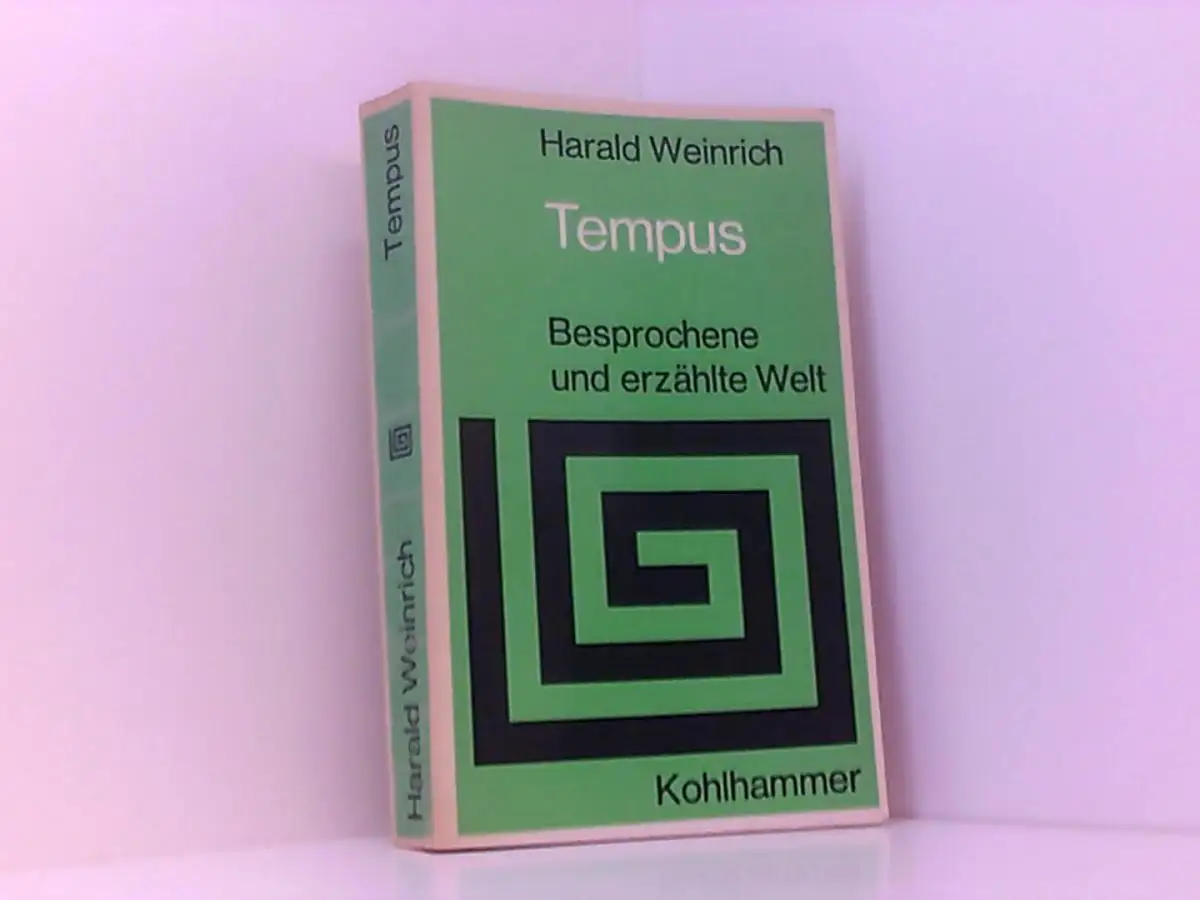 Tempus
Harald Weinrich
Harald Weinrich
Tempus
Besprochene
und erzählte Welt
Kohlhammer